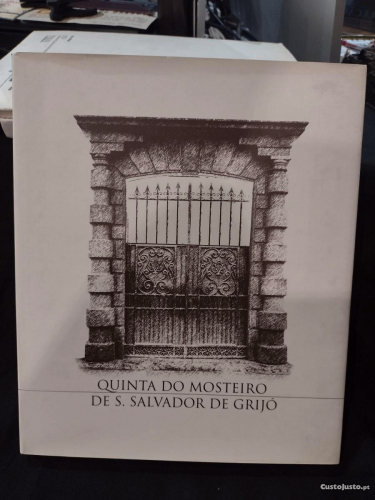 QUINTA DO MOSTEIRO
DE S. SALVADOR DE GRIJÓ
CustoJusto.pt